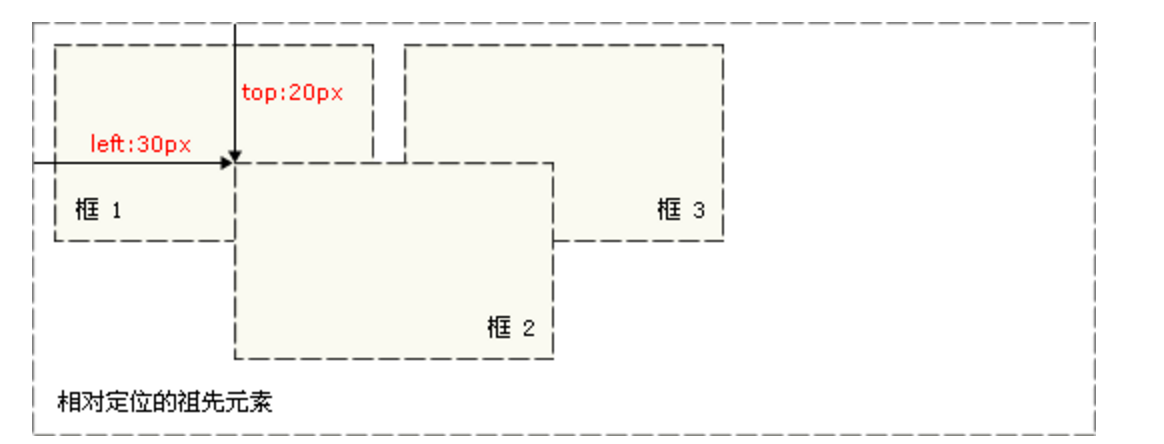 top:20px
left:30px
框 1
框 3
框 2
相对定位的祖先元素